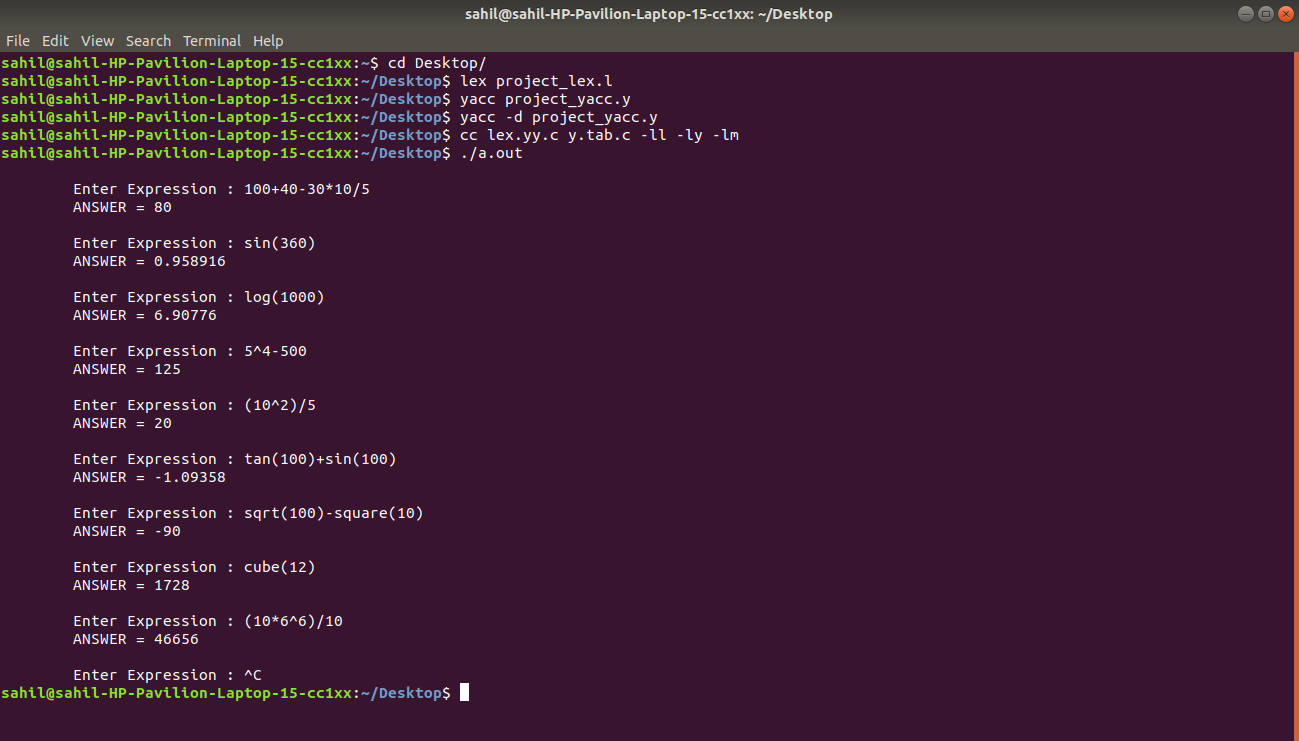 sahil@sahil-HP-Pavilion-Laptop-15-cc1xx: ~/Desktop
File Edit View Search Terminal Help
sahil@sahil-HP-Pavilion-Laptop-15-cc1xx:~$ cd Desktop/
sahil@sahil-HP-Pavilion-Laptop-15-cc1xx:~/Desktop$ lex project_lex.l
sahil@sahil-HP-Pavilion-Laptop-15-cc1xx:~/Desktop$ yacc project_yacc.y
sahil@sahil-HP-Pavilion-Laptop-15-cc1xx:~/Desktop$ yacc -d project_yacc.y
sahil@sahil-HP-Pavilion-Laptop-15-cc1xx:~/Desktop$ cc lex.yy.c y.tab.c -ll -ly -lm
sahil@sahil-HP-Pavilion-Laptop-15-cc1xx:~/Desktop$ ./a.out
Enter Expression : 100+40-30*10/5
ANSWER = 80
Enter Expression : sin(360)
ANSWER = 0.958916
Enter Expression : log(1000)
ANSWER = 6.90776
Enter Expression : 5^4-500
ANSWER = 125
Enter Expression : (10^2)/5
ANSWER = 20
Enter Expression : tan(100)+sin(100)
ANSWER = -1.09358
Enter Expression : sqrt(100)-square(10)
ANSWER = -90
Enter Expression : cube(12)
ANSWER = 1728
Enter Expression : (10*6^6)/10
ANSWER = 46656
Enter Expression : ^C
sahil@sahil-HP-Pavilion-Laptop-15-cc1xx:~/Desktop$